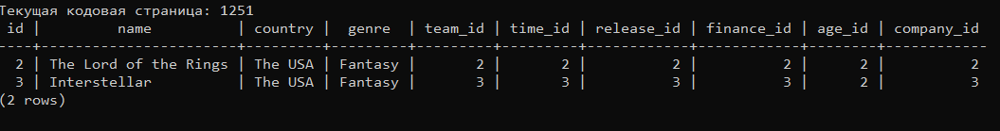 Текущая кодовая страница: 1251
 id |         name          | country |  genre  | team_id | time_id | release_id | finance_id | age_id | company_id
----+-----------------------+---------+---------+---------+---------+------------+------------+--------+------------
  2 | The Lord of the Rings | The USA | Fantasy |       2 |       2 |          2 |          2 |      2 |          2
  3 | Interstellar          | The USA | Fantasy |       3 |       3 |          3 |          3 |      2 |          3
(2 rows)